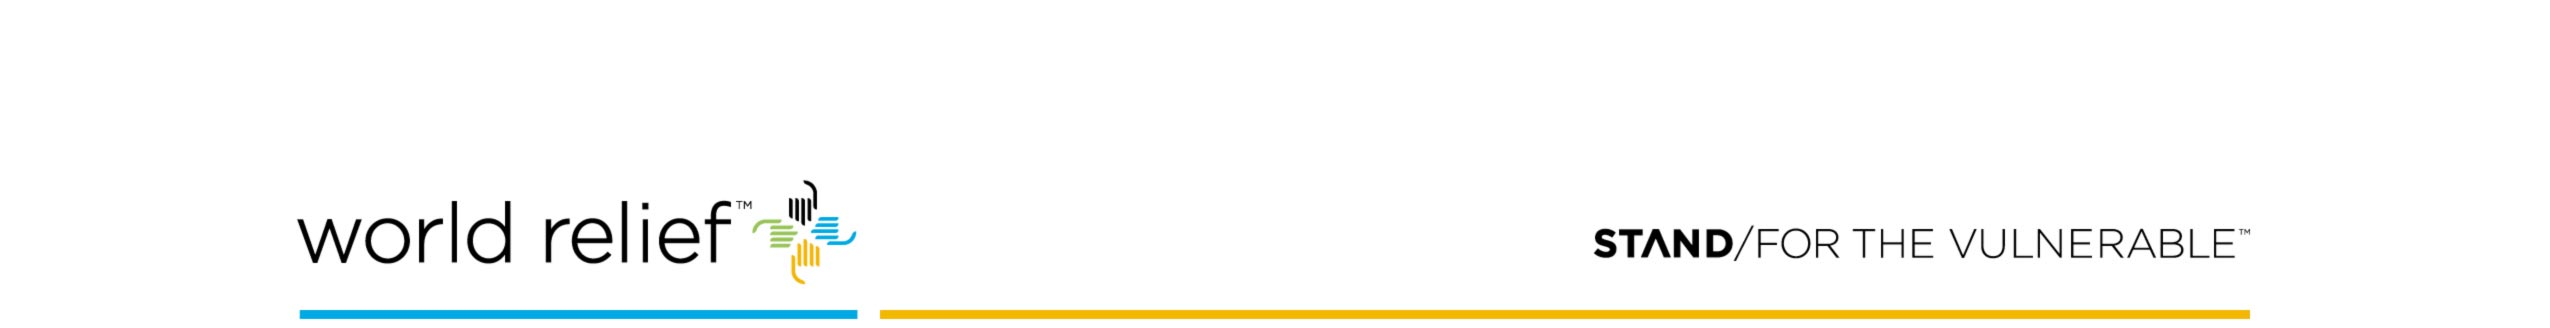 world relief™
STAND/FOR THE VULNERABLE™